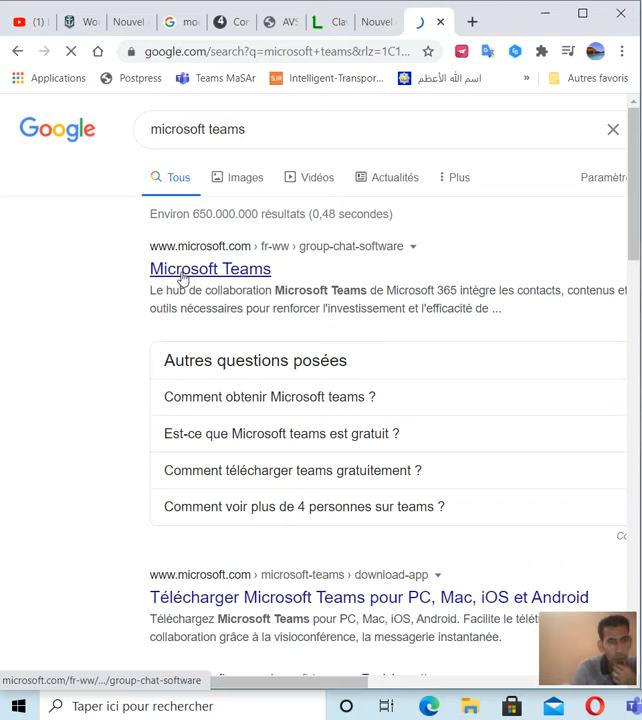 (1)
Wo
Nouvel
mo
Cor
AVS
Cla
Nouvel
google.com/search?q=microsoft+teams&rlz=1C1...
Applications
Postpress
Teams MaSAr
Intelligent-Transpor...
اسم الله الأعظم
»
Autres favoris
Google
microsoft teams
Tous
Images
Vidéos
Actualités
Plus
Paramètre
Environ 650.000.000 résultats (0,48 secondes)
www.microsoft.com › fr-ww › group-chat-software
Microsoft Teams
Le hub de collaboration Microsoft Teams de Microsoft 365 intègre les contacts, contenus et
outils nécessaires pour renforcer l'investissement et l'efficacité de ...
Autres questions posées
Comment obtenir Microsoft teams ?
Est-ce que Microsoft teams est gratuit ?
Comment télécharger teams gratuitement ?
Comment voir plus de 4 personnes sur teams ?
Co
www.microsoft.com › microsoft-teams › download-app
Télécharger Microsoft Teams pour PC, Mac, iOS et Android
Téléchargez Microsoft Teams pour PC, Mac, iOS, Android. Facilite le télét
collaboration grâce à la visioconférence, la messagerie instantanée.
microsoft.com/fr-ww/.../group-chat-software
Taper ici pour rechercher